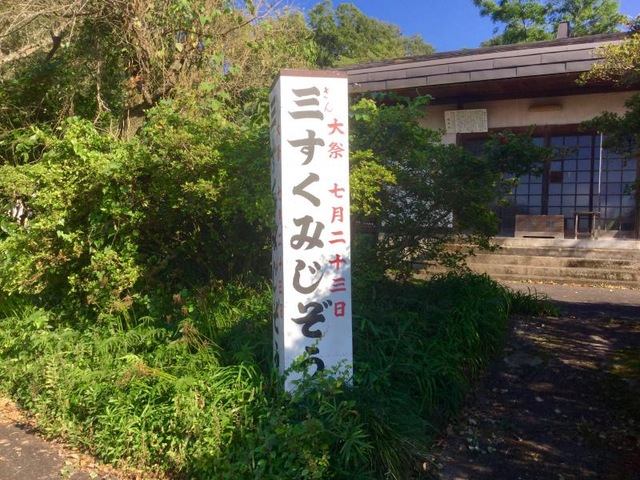 大祭 七月二十三日
さん
三すくみじぞう